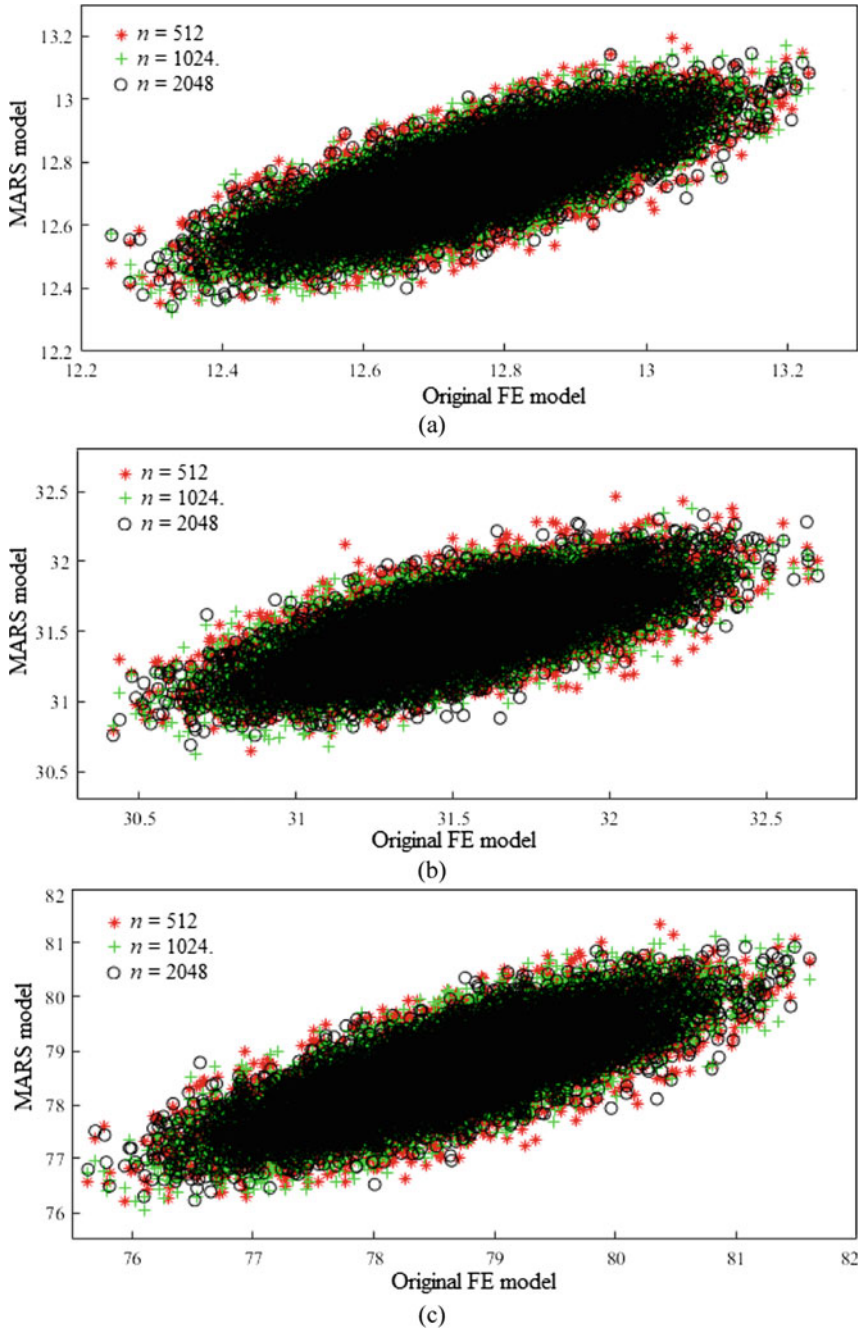 13.2
13
12.8
12.6
12.4
12.2
MARS model
* n = 512
+ n = 1024.
o n = 2048
12.2 12.4 12.6 12.8 13 13.2
Original FE model
(a)
32.5
32
31.5
31
30.5
MARS model
* n = 512
+ n = 1024.
o n = 2048
30.5 31 31.5 32 32.5
Original FE model
(b)
82
81
80
79
78
77
76
MARS model
* n = 512
+ n = 1024.
o n = 2048
76 77 78 79 80 81 82
Original FE model
(c)